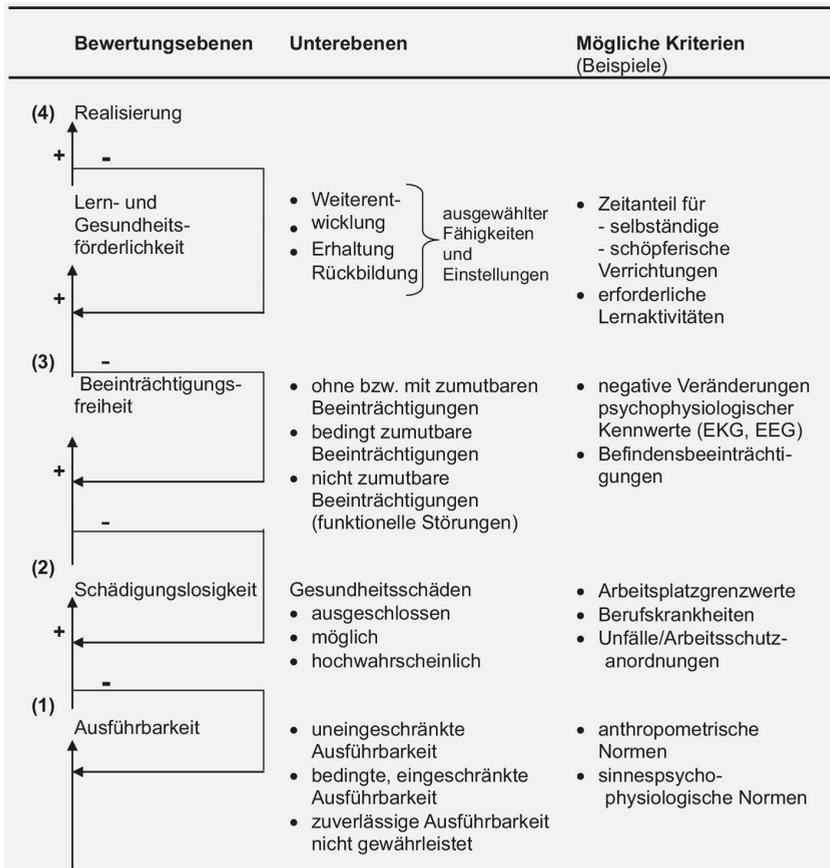 Bewertungsebenen
Unterebenen
Mögliche Kriterien
(Beispiele)
(4) Realisierung
+ -
Lern- und
Gesundheits-
förderlichkeit
• Weiterent-
• wicklung
• Erhaltung
Rückbildung
ausgewählter
Fähigkeiten
und
Einstellungen
• Zeitanteil für
- selbständige
- schöpferische
Verrichtungen
• erforderliche
Lernaktivitäten
+
(3) -
Beeinträchtigungs-
freiheit
• ohne bzw. mit zumutbaren
Beeinträchtigungen
• bedingt zumutbare
Beeinträchtigungen
• nicht zumutbare
Beeinträchtigungen
(funktionelle Störungen)
• negative Veränderungen
psychophysiologischer
Kennwerte (EKG, EEG)
• Befindensbeeinträchti-
gungen
+
-
(2)
Schädigungslosigkeit
Gesundheitsschäden
• ausgeschlossen
• möglich
• hochwahrscheinlich
• Arbeitsplatzgrenzwerte
• Berufskrankheiten
• Unfälle/Arbeitsschutz-
anordnungen
+
-
(1)
Ausführbarkeit
• uneingeschränkte
Ausführbarkeit
• bedingte, eingeschränkte
Ausführbarkeit
• zuverlässige Ausführbarkeit
nicht gewährleistet
• anthropometrische
Normen
• sinnespsycho-
physiologische Normen